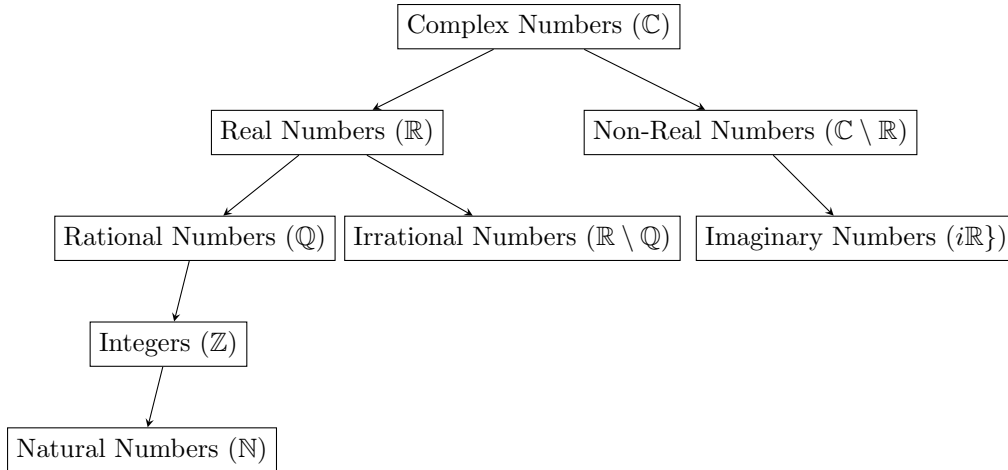 Complex Numbers (ℂ)
Real Numbers (ℝ)
Non-Real Numbers (ℂ \ ℝ)
Rational Numbers (ℚ)
Irrational Numbers (ℝ \ ℚ)
Imaginary Numbers (iℝ})
Integers (ℤ)
Natural Numbers (ℕ)